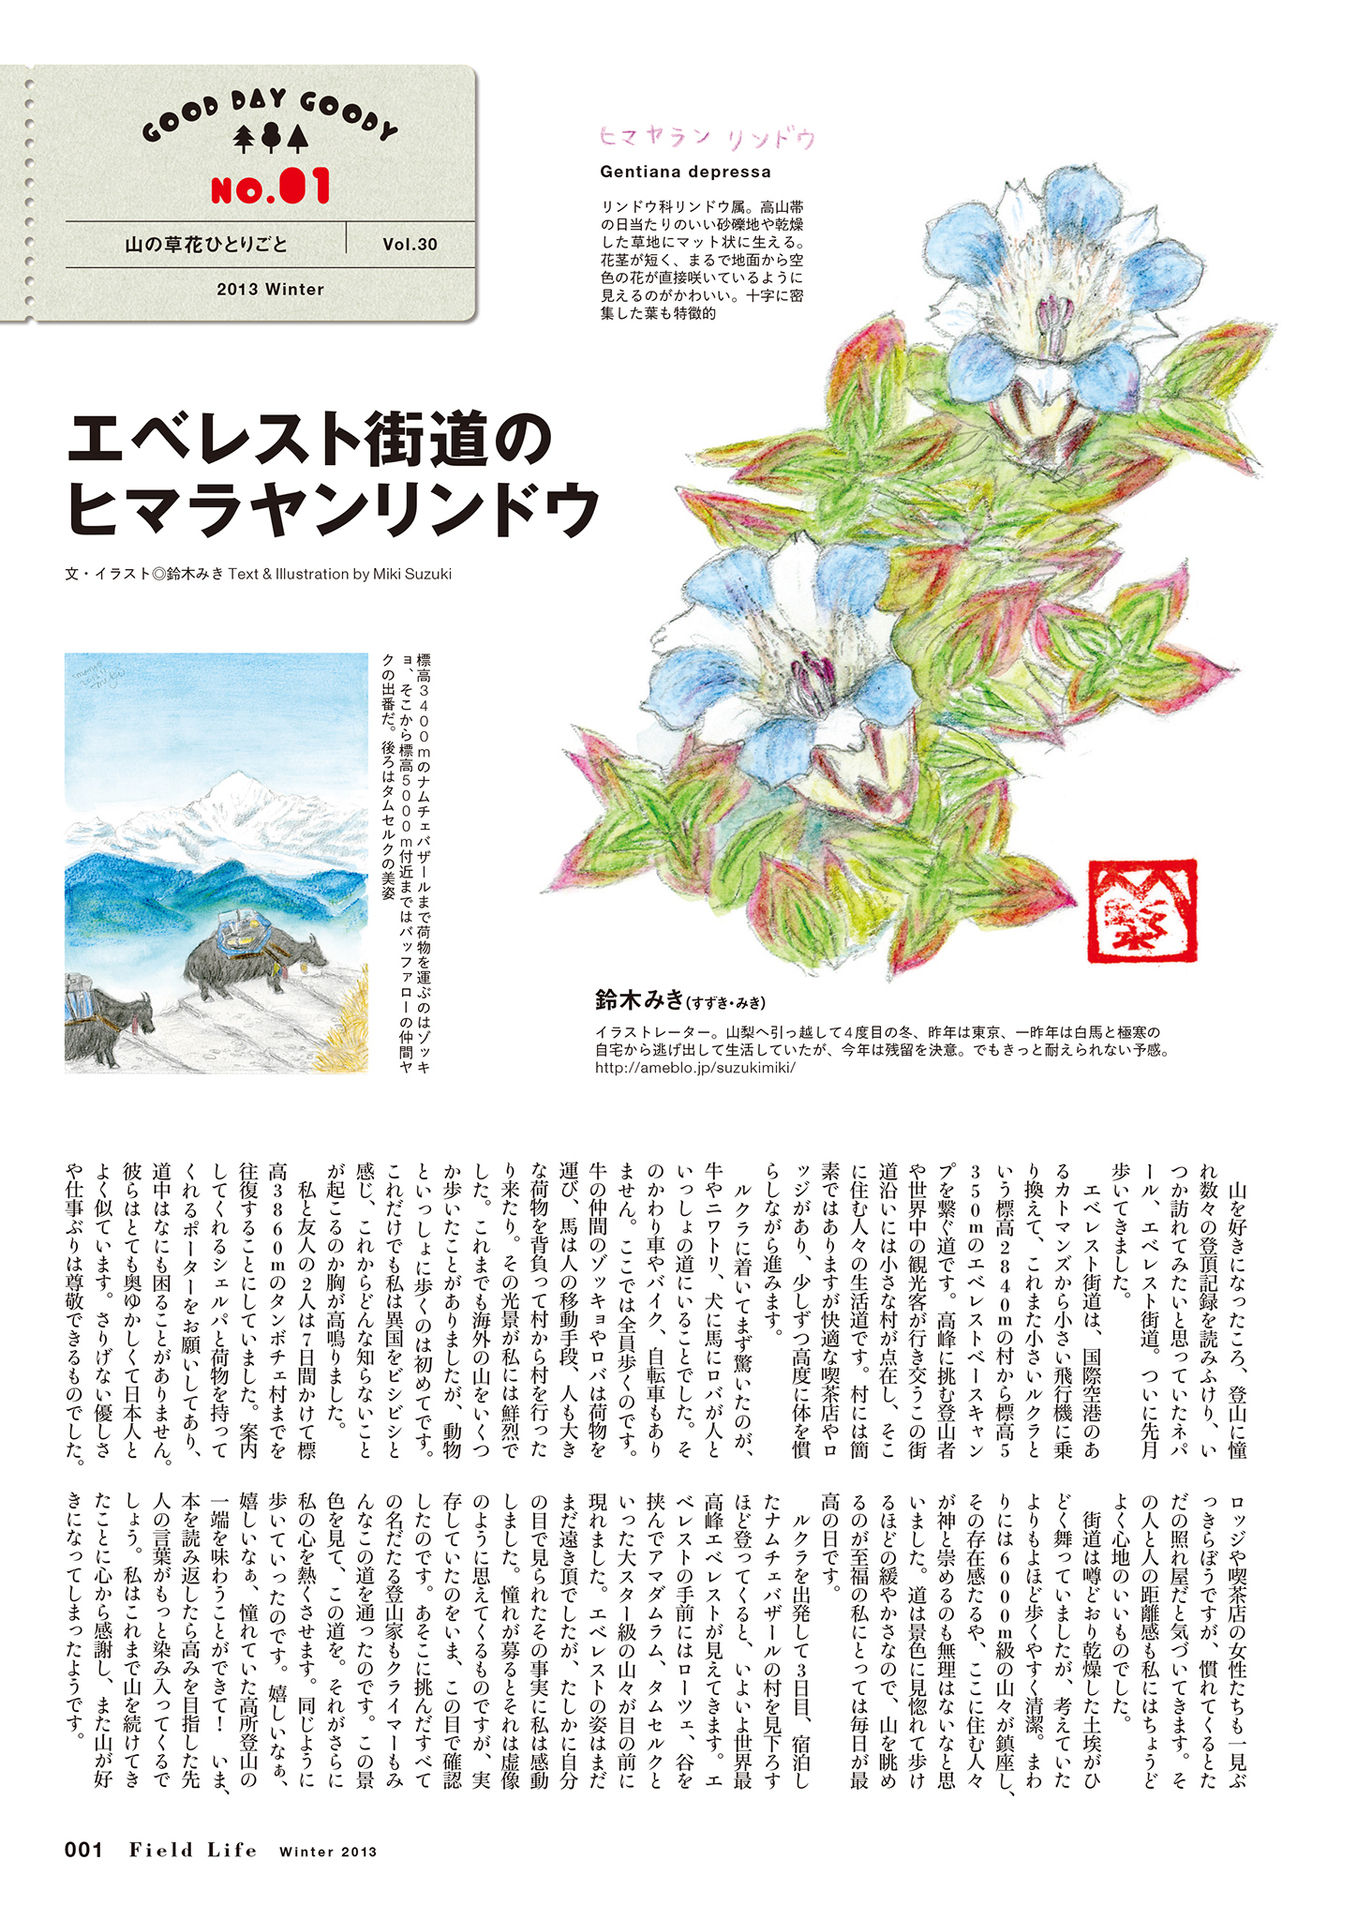 GOOD DAY GOODY
NO.01
山の草花ひとりごと
Vol.30
2013 Winter
ヒマヤラン リンドウ
Gentiana depressa
リンドウ科リンドウ属。高山帯
の日当たりのいい砂礫地や乾燥
した草地にマット状に生える。
花茎が短く、まるで地面から空
色の花が直接咲いているように
見えるのがかわいい。十字に密
集した葉も特徴的
エベレスト街道の
ヒマラヤンリンドウ
文・イラスト◎鈴木みき Text & Illustration by Miki Suzuki
標高3400mのナムチェバザールまで荷物を運ぶのはゾッキ
ョ、そこから標高5000m付近まではバッファローの仲間ヤ
クの出番だ。後ろはタムセルクの美姿
鈴木みき(すずき・みき)
イラストレーター。山梨へ引っ越して4度目の冬、昨年は東京、一昨年は白馬と極寒の
自宅から逃げ出して生活していたが、今年は残留を決意。でもきっと耐えられない予感。
http://ameblo.jp/suzukimiki/
山を好きになったころ、登山に憧
れ数々の登頂記録を読みふけり、い
つか訪れてみたいと思っていたネパ
ール、エベレスト街道。ついに先月
歩いてきました。
エベレスト街道は、国際空港のあ
るカトマンズから小さい飛行機に乗
り換えて、これまた小さいルクラと
いう標高2840mの村から標高5
350mのエベレストベースキャン
プを繋ぐ道です。高峰に挑む登山者
や世界中の観光客が行き交うこの街
道沿いには小さな村が点在し、そこ
に住む人々の生活道です。村には簡
素ではありますが快適な喫茶店やロ
ッジがあり、少しずつ高度に体を慣
らしながら進みます。
ルクラに着いてまず驚いたのが、
牛やニワトリ、犬に馬にロバが人と
いっしょの道にいることでした。そ
のかわり車やバイク、自転車もあり
ません。ここでは全員歩くのです。
牛の仲間のゾッキョやロバは荷物を
運び、馬は人の移動手段、人も大き
な荷物を背負って村から村を行った
り来たり。その光景が私には鮮烈で
した。これまでも海外の山をいくつ
か歩いたことがありましたが、動物
といっしょに歩くのは初めてです。
これだけでも私は異国をビシビシと
感じ、これからどんな知らないこと
が起こるのか胸が高鳴りました。
私と友人の2人は7日間かけて標
高3860mのタンボチェ村までを
往復することにしていました。案内
してくれるシェルパと荷物を持って
くれるポーターをお願いしてあり、
道中はなにも困ることがありません。
彼らはとても奥ゆかしくて日本人と
よく似ています。さりげない優しさ
や仕事ぶりは尊敬できるものでした。
ロッジや喫茶店の女性たちも一見ぶ
っきらぼうですが、慣れてくるとた
だの照れ屋だと気づいてきます。そ
の人と人の距離感も私にはちょうど
よく心地のいいものでした。
街道は噂どおり乾燥した土埃がひ
どく舞っていましたが、考えていた
よりもよほど歩くやすく清潔。まわ
りには6000m級の山々が鎮座し、
その存在感たるや、ここに住む人々
が神と崇めるのも無理はないなと思
いました。道は景色に見惚れて歩け
るほどの緩やかさなので、山を眺め
るのが至福の私にとっては毎日が最
高の日です。
ルクラを出発して3日目、宿泊し
たナムチェバザールの村を見下ろす
ほど登ってくると、いよいよ世界最
高峰エベレストが見えてきます。エ
ベレストの手前にはローツェ、谷を
挟んでアマダムラム、タムセルクと
いった大スター級の山々が目の前に
現れました。エベレストの姿はまだ
まだ遠き頂でしたが、たしかに自分
の目で見られたその事実に私は感動
しました。憧れが募るとそれは虚像
のように思えてくるものですが、実
存していたのをいま、この目で確認
したのです。あそこに挑んだすべて
の名だたる登山家もクライマーもみ
んなこの道を通ったのです。この景
色を見て、この道を。それがさらに
私の心を熱くさせます。同じように
歩いていったのです。嬉しいなぁ、
嬉しいなぁ、憧れていた高所登山の
一端を味わうことができて！　いま、
本を読み返したら高みを目指した先
人の言葉がもっと染み入ってくるで
しょう。私はこれまで山を続けてき
たことに心から感謝し、また山が好
きになってしまったようです。
001 Field Life Winter 2013